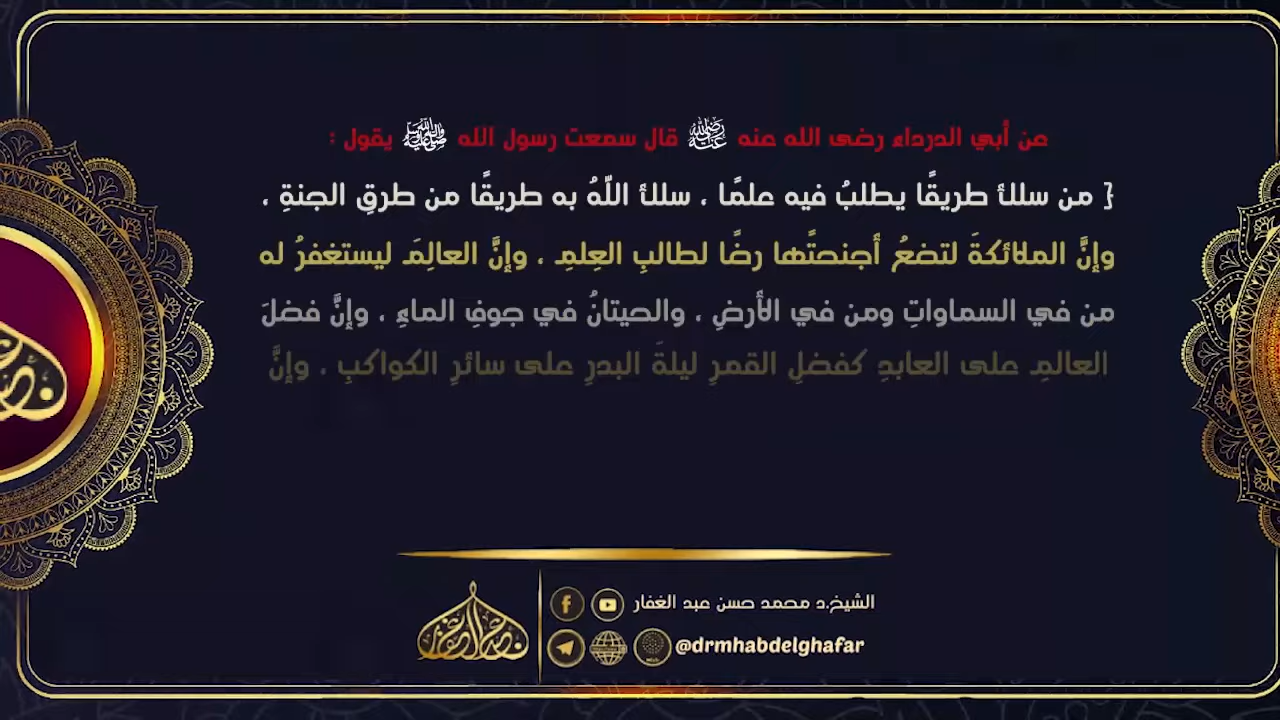 عن أبي الدرداء رضى الله عنه ﵁ قال سمعت رسول الله ﷺ يقول :
{ من سلك طريقًا يطلبُ فيه علمًا ، سلك اللّهُ به طريقًا من طرقِ الجنةِ ،
وإنَّ الملائكةَ لتضعُ أجنحتَها رضًا لطالبِ العِلمِ ، وإنَّ العالِمَ ليستغفرُ له
من في السماواتِ ومن في الأرضِ ، والحيتانُ في جوفِ الماءِ ، وإنَّ فضلَ
العالمِ على العابدِ كفضلِ القمرِ ليلةَ البدرِ على سائرِ الكواكبِ ، وإنَّ
الشيخ.د محمد حسن عبد الغفار
@drmhabdelghafar